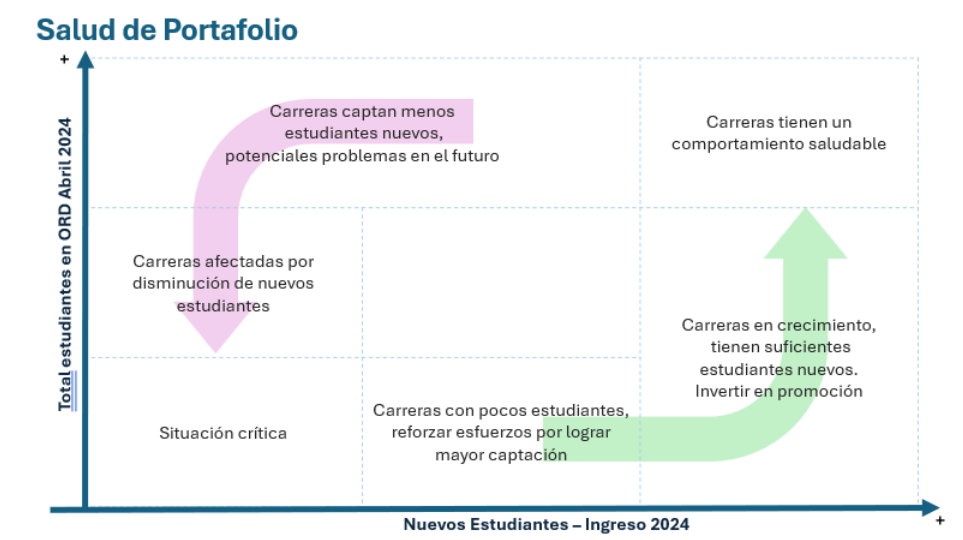 Salud de Portafolio
+
Total estudiantes en ORD Abril 2024
Carreras captan menos
estudiantes nuevos,
potenciales problemas en el futuro
Carreras tienen un
comportamiento saludable
Carreras afectadas por
disminución de nuevos
estudiantes
Carreras en crecimiento,
tienen suficientes
estudiantes nuevos.
Invertir en promoción
Situación crítica
Carreras con pocos estudiantes,
reforzar esfuerzos por lograr
mayor captación
Nuevos Estudiantes – Ingreso 2024
+